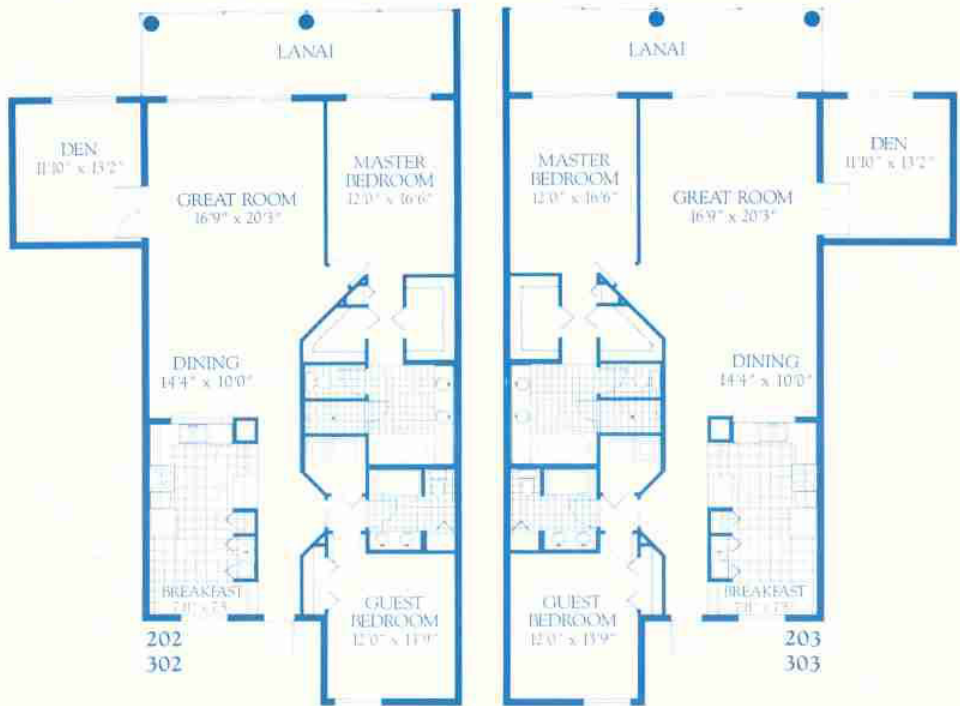 LANAI
DEN
11'10" x 13'2"
MASTER
BEDROOM
12'0" x 16'6"
GREAT ROOM
16'9" x 20'3"
DINING
14'4" x 10'0"
BREAKFAST
GUEST
BEDROOM
12'0" x 13'9"
202
302
LANAI
MASTER
BEDROOM
12'0" x 16'6"
DEN
11'10" x 13'2"
GREAT ROOM
16'9" x 20'3"
DINING
14'4" x 10'0"
BREAKFAST
GUEST
BEDROOM
12'0" x 13'9"
203
303